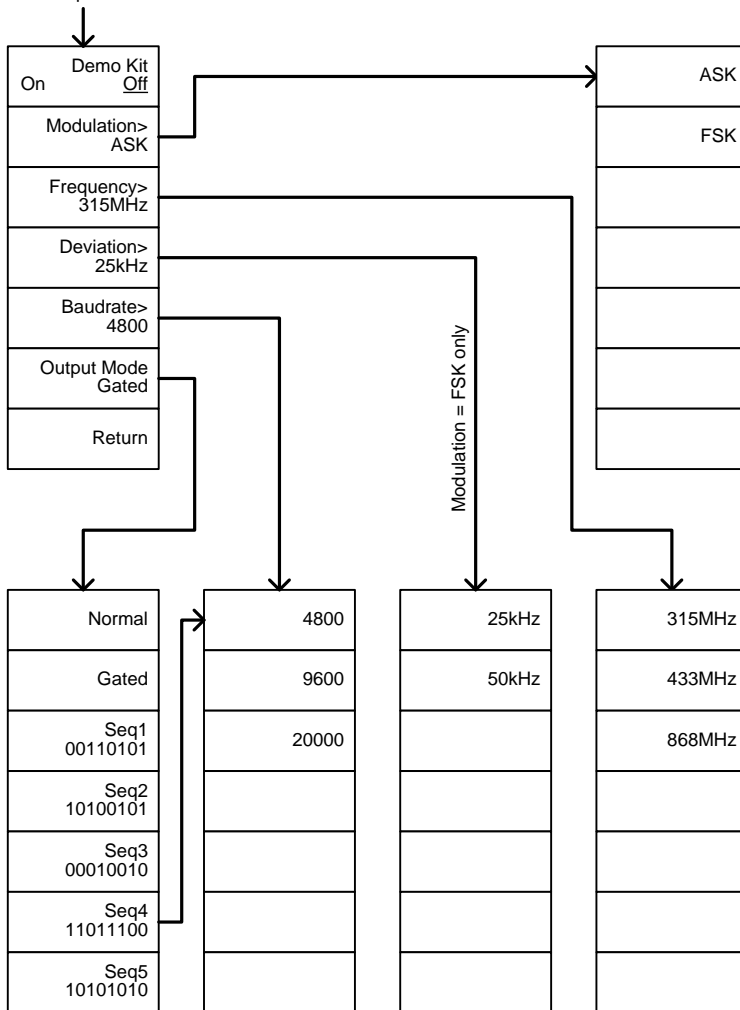 Demo Kit
On Off
ASK
Modulation>
ASK
FSK
Frequency>
315MHz
Deviation>
25kHz
Baudrate>
4800
Output Mode
Gated
Return
Modulation = FSK only
Normal
Gated
Seq1
00110101
Seq2
10100101
Seq3
00010010
Seq4
11011100
Seq5
10101010
4800
9600
20000
25kHz
50kHz
315MHz
433MHz
868MHz